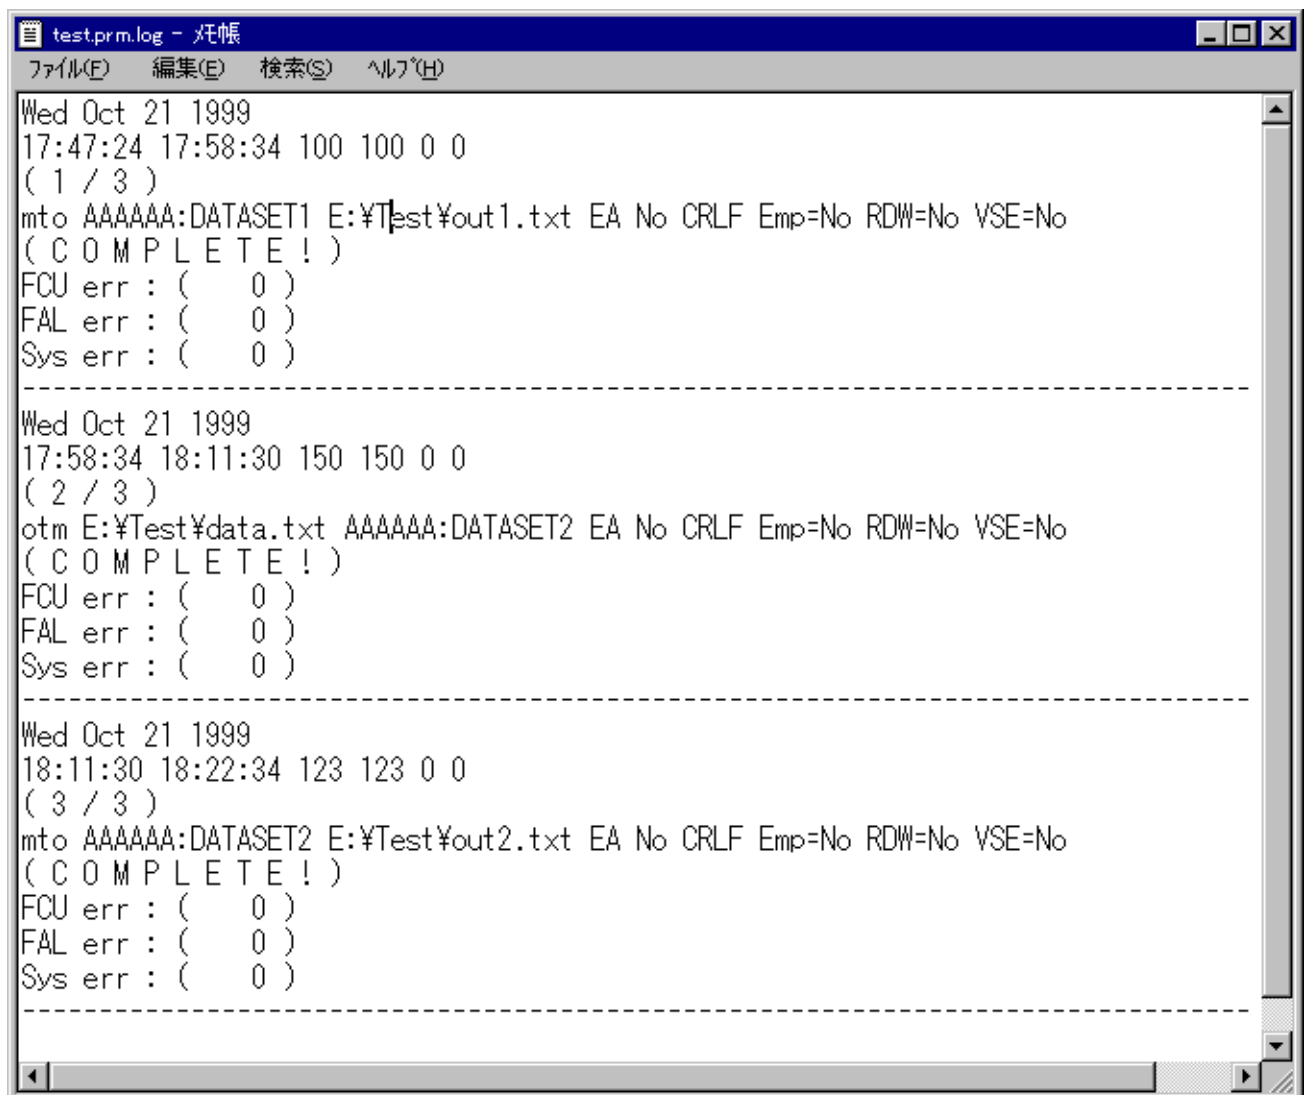 test.prm.log - メモ帳
ファイル(F) 編集(E) 検索(S) ヘルプ(H)
Wed Oct 21 1999
17:47:24 17:58:34 100 100 0 0
( 1 / 3 )
mto AAAAAA:DATASET1 E:¥Test¥out1.txt EA No CRLF Emp=No RDW=No VSE=No
( C O M P L E T E ! )
FCU err : (    0 )
FAL err : (    0 )
Sys err : (    0 )
--------------------------------------------------------------------------------
Wed Oct 21 1999
17:58:34 18:11:30 150 150 0 0
( 2 / 3 )
otm E:¥Test¥data.txt AAAAAA:DATASET2 EA No CRLF Emp=No RDW=No VSE=No
( C O M P L E T E ! )
FCU err : (    0 )
FAL err : (    0 )
Sys err : (    0 )
--------------------------------------------------------------------------------
Wed Oct 21 1999
18:11:30 18:22:34 123 123 0 0
( 3 / 3 )
mto AAAAAA:DATASET2 E:¥Test¥out2.txt EA No CRLF Emp=No RDW=No VSE=No
( C O M P L E T E ! )
FCU err : (    0 )
FAL err : (    0 )
Sys err : (    0 )
--------------------------------------------------------------------------------